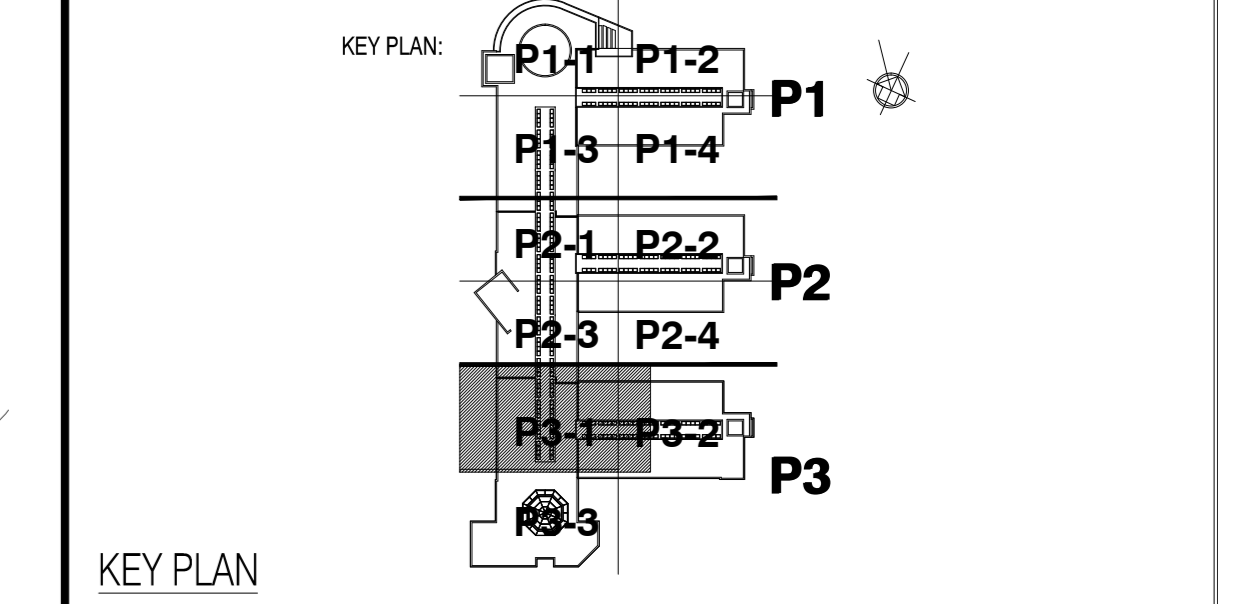 KEY PLAN:
P1-1 P1-2
P1
P1-3 P1-4
P2-1 P2-2
P2
P2-3 P2-4
P3-1 P3-2
P3
P3-3
KEY PLAN